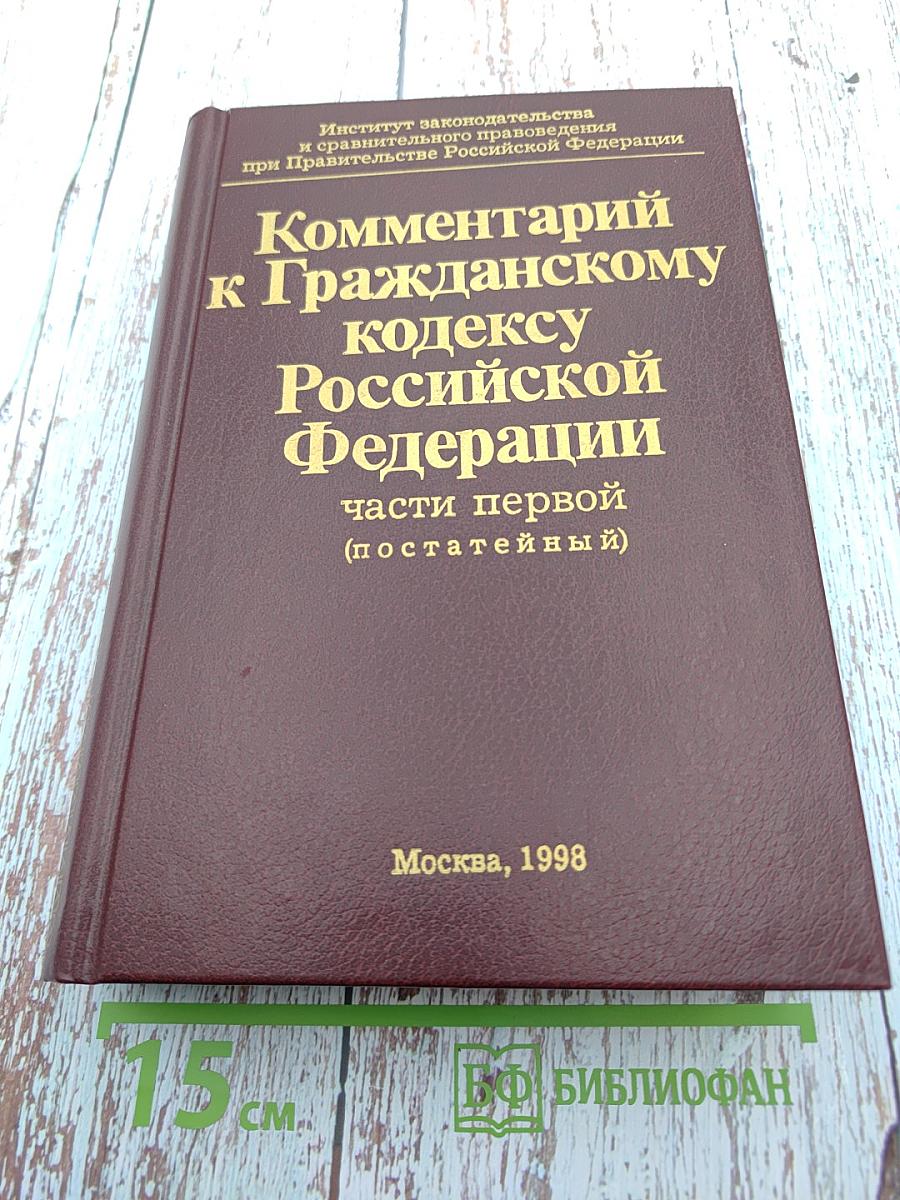 Институт законодательства
и сравнительного правоведения
при Правительстве Российской Федерации
Комментарий
к Гражданскому
кодексу
Российской
Федерации
части первой
(постатейный)
Москва, 1998
15 см
БФ БИБЛИОФАН